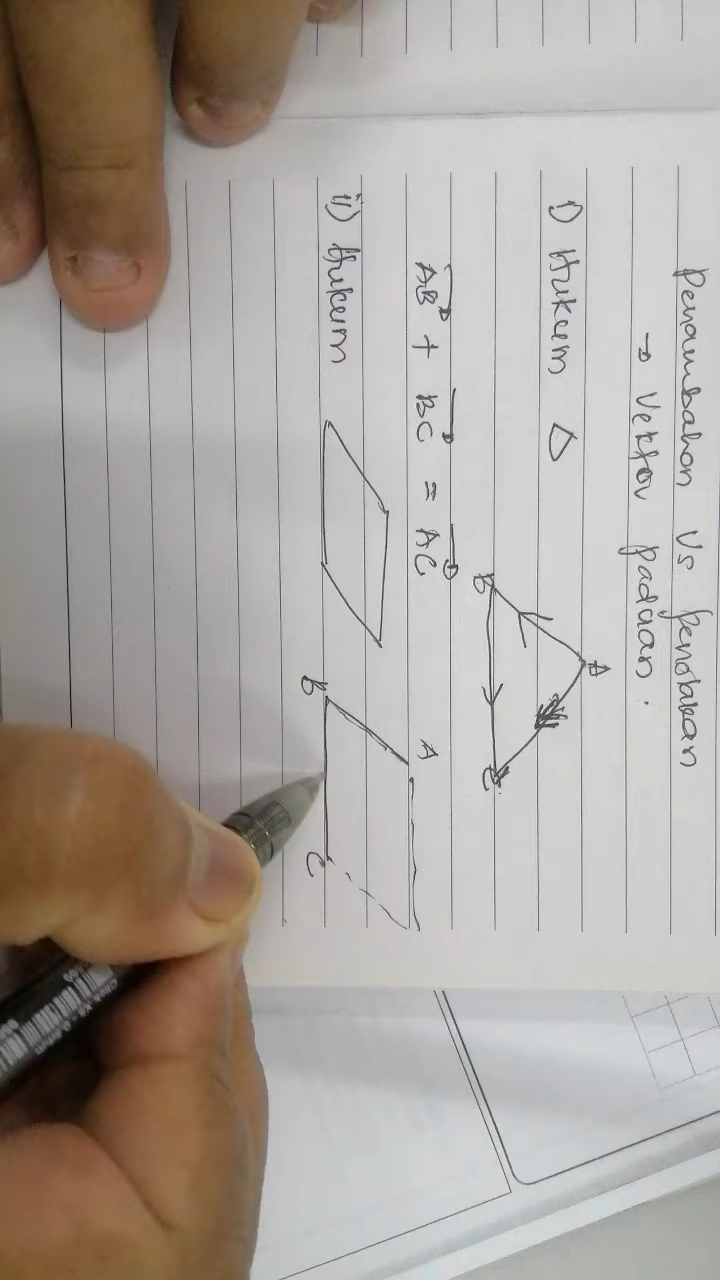 Penambahan Vs penolakan
→ Vektor paduan.
I) Hukum △
A
B
C
AB + BC = AC
ii) Hukum
A
B
C